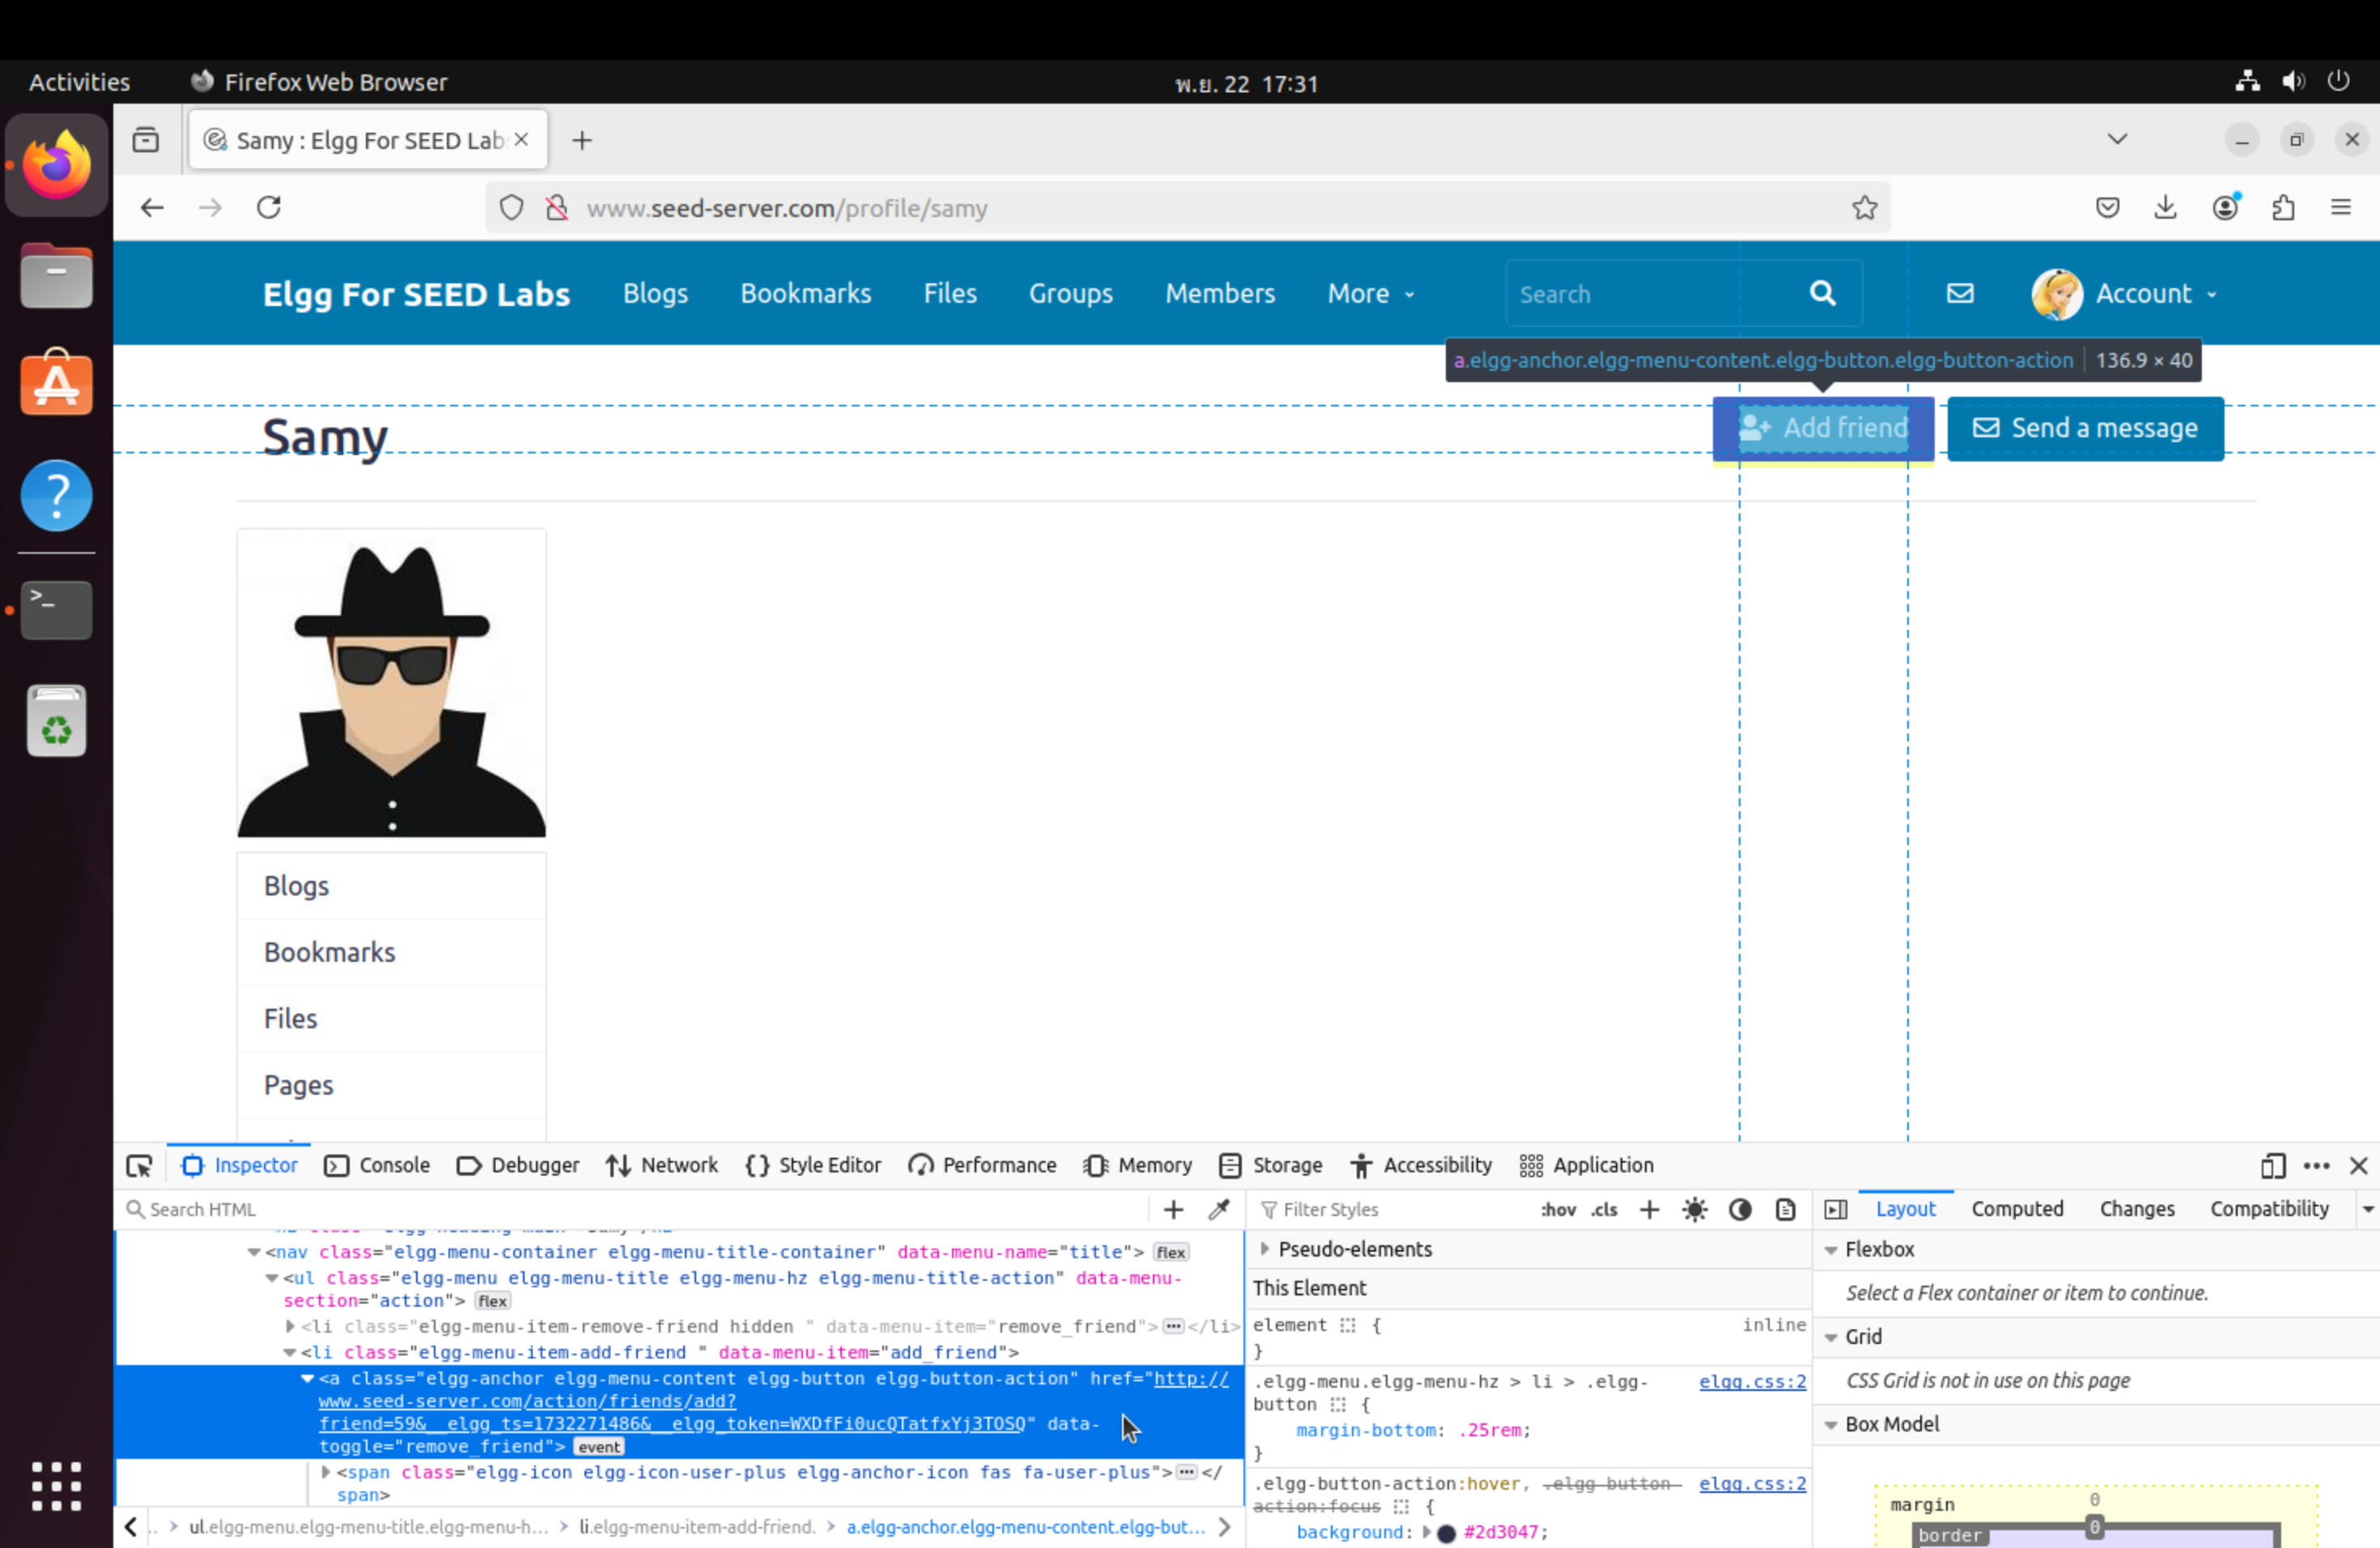 Activities Firefox Web Browser พ.ย. 22 17:31
Samy : Elgg For SEED Lab
www.seed-server.com/profile/samy
Elgg For SEED Labs Blogs Bookmarks Files Groups Members More Search Account
a.elgg-anchor.elgg-menu-content.elgg-button.elgg-button-action 136.9 × 40
Samy Add friend Send a message
Blogs
Bookmarks
Files
Pages
Inspector Console Debugger Network Style Editor Performance Memory Storage Accessibility Application
Search HTML Filter Styles :hov .cls Layout Computed Changes Compatibility
<nav class="elgg-menu-container elgg-menu-title-container" data-menu-name="title"> flex
<ul class="elgg-menu elgg-menu-title elgg-menu-hz elgg-menu-title-action" data-menu-
section="action"> flex
<li class="elgg-menu-item-remove-friend hidden " data-menu-item="remove_friend"> ••• </li>
<li class="elgg-menu-item-add-friend " data-menu-item="add_friend">
<a class="elgg-anchor elgg-menu-content elgg-button elgg-button-action" href="http://
www.seed-server.com/action/friends/add?
friend=59&__elgg_ts=1732271486&__elgg_token=WXDfFi0ucQTatfxYj3TOSQ" data-
toggle="remove_friend"> event
<span class="elgg-icon elgg-icon-user-plus elgg-anchor-icon fas fa-user-plus"> ••• </
span>
ul.elgg-menu.elgg-menu-title.elgg-menu-h... li.elgg-menu-item-add-friend. a.elgg-anchor.elgg-menu-content.elgg-but...
Pseudo-elements
This Element
element { inline
}
.elgg-menu.elgg-menu-hz > li > .elgg- elgg.css:2
button {
margin-bottom: .25rem;
}
.elgg-button-action:hover, .elgg-button- elgg.css:2
action:focus {
background: #2d3047;
Flexbox
Select a Flex container or item to continue.
Grid
CSS Grid is not in use on this page
Box Model
margin 0
border 0